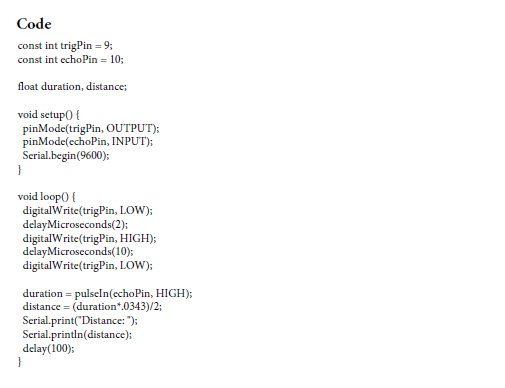 Code
const int trigPin = 9;
const int echoPin = 10;
float duration, distance;
void setup() {
pinMode(trigPin, OUTPUT);
pinMode(echoPin, INPUT);
Serial.begin(9600);
}
void loop() {
digitalWrite(trigPin, LOW);
delayMicroseconds(2);
digitalWrite(trigPin, HIGH);
delayMicroseconds(10);
digitalWrite(trigPin, LOW);
duration = pulseIn(echoPin, HIGH);
distance = (duration*.0343)/2;
Serial.print("Distance: ");
Serial.println(distance);
delay(100);
}